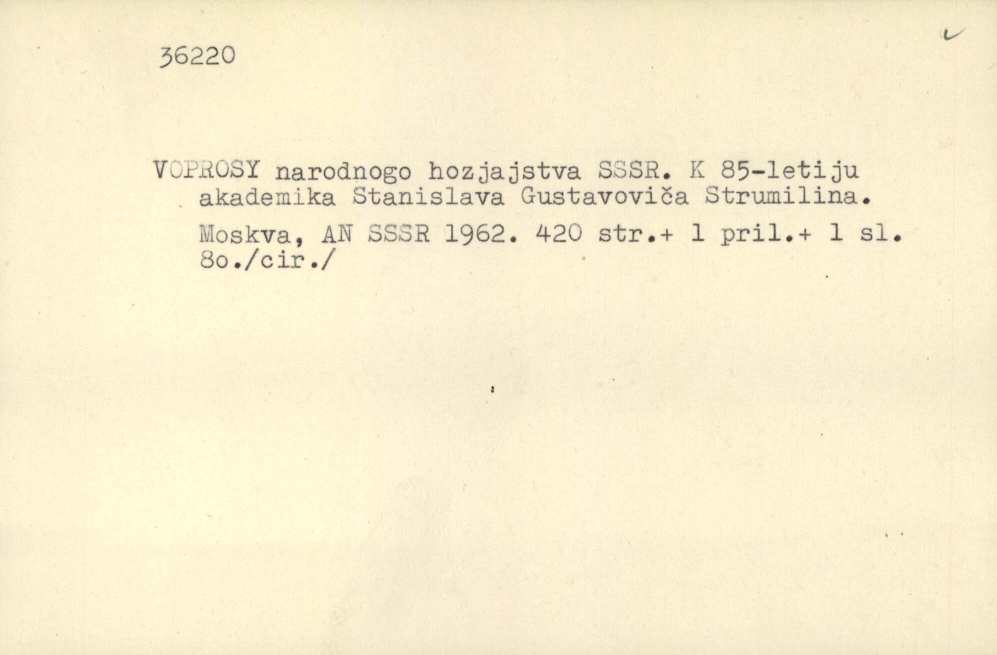 36220
VOPROSY narodnogo hozjajstva SSSR. K 85-letiju
akademika Stanislava Gustavoviča Strumilina.
Moskva, AN SSSR 1962. 420 str.+ 1 pril.+ 1 sl.
8o./cir./